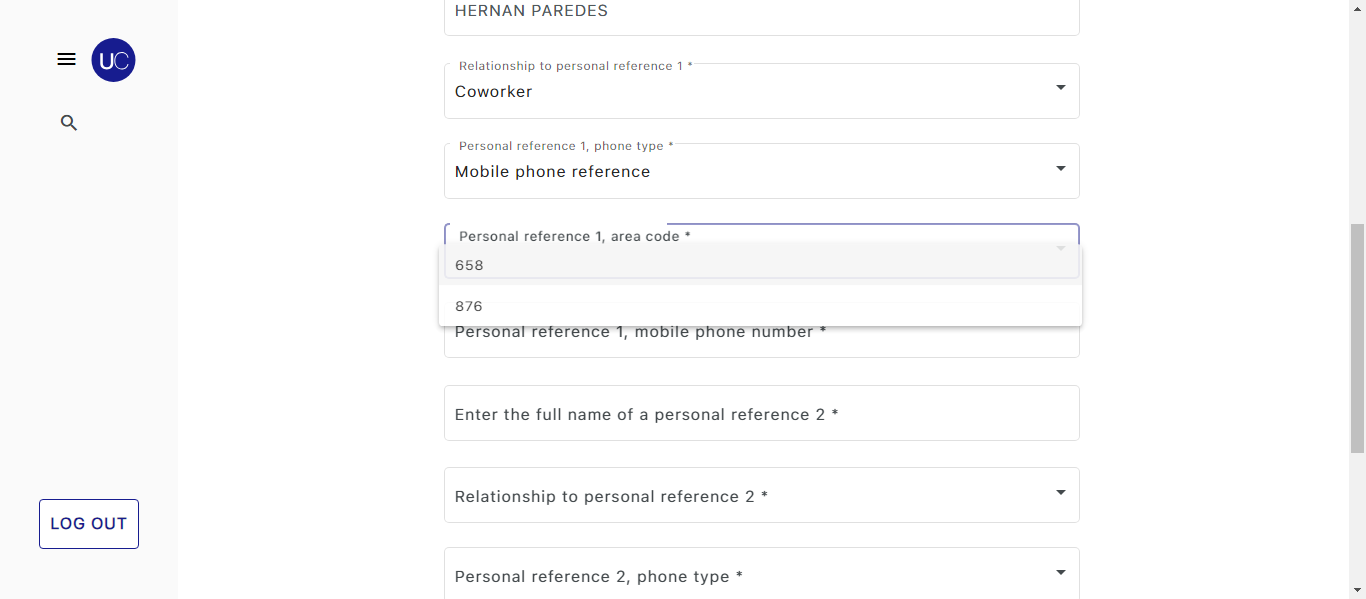 HERNAN PAREDES
UC
Relationship to personal reference 1 *
Coworker
Personal reference 1, phone type *
Mobile phone reference
Personal reference 1, area code *
658
876
Personal reference 1, mobile phone number *
Enter the full name of a personal reference 2 *
Relationship to personal reference 2 *
LOG OUT
Personal reference 2, phone type *